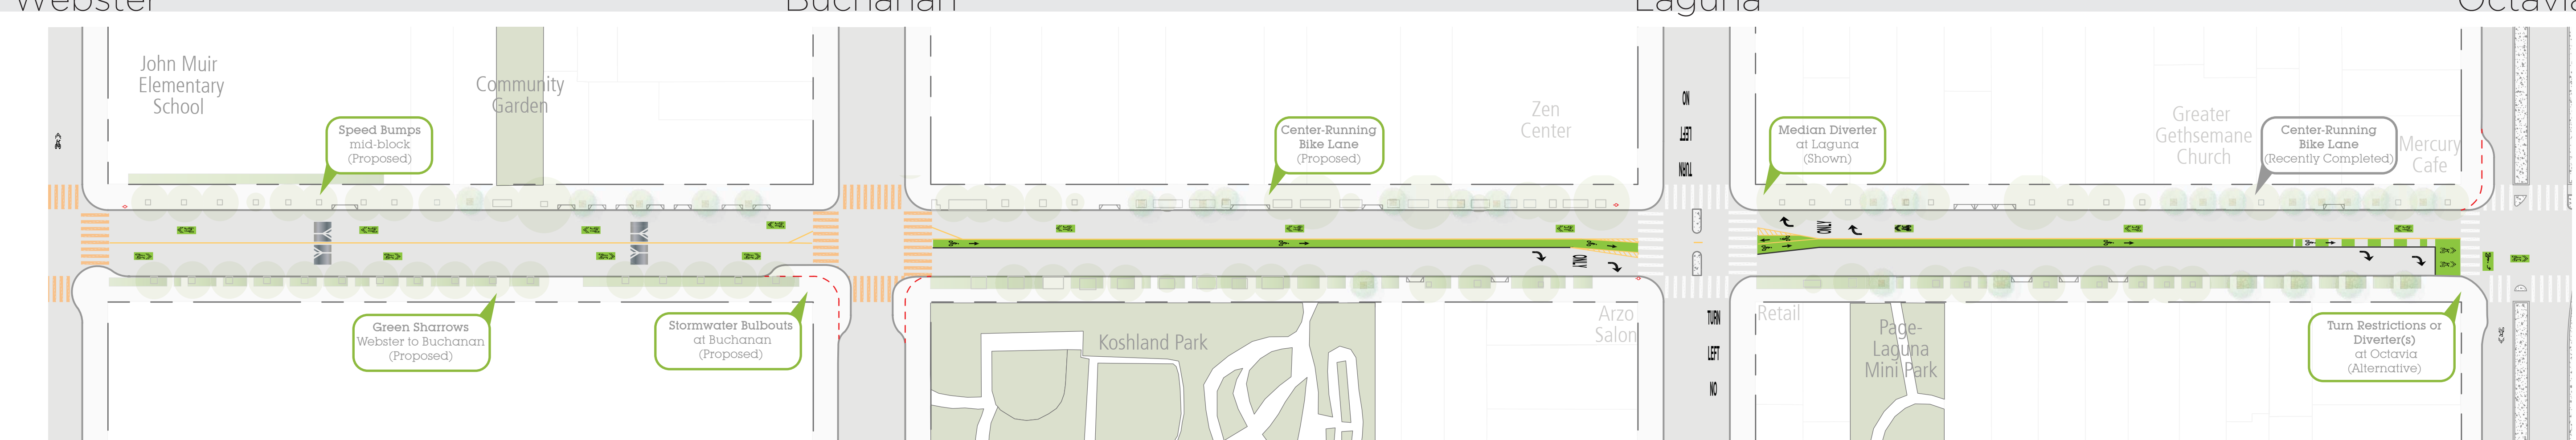 Webster
Buchanan
Laguna
Octavia
John Muir
Elementary
School
Community
Garden
Speed Bumps
mid-block
(Proposed)
Center-Running
Bike Lane
(Proposed)
Zen
Center
NO
LEFT
TURN
Median Diverter
at Laguna
(Shown)
Greater
Gethsemane
Church
Center-Running
Bike Lane
(Recently Completed)
Mercury
Cafe
ONLY
ONLY
Green Sharrows
Webster to Buchanan
(Proposed)
Stormwater Bulbouts
at Buchanan
(Proposed)
Koshland Park
Arzo
Salon
TURN
LEFT
NO
Retail
Page-
Laguna
Mini Park
Turn Restrictions or
Diverter(s)
at Octavia
(Alternative)